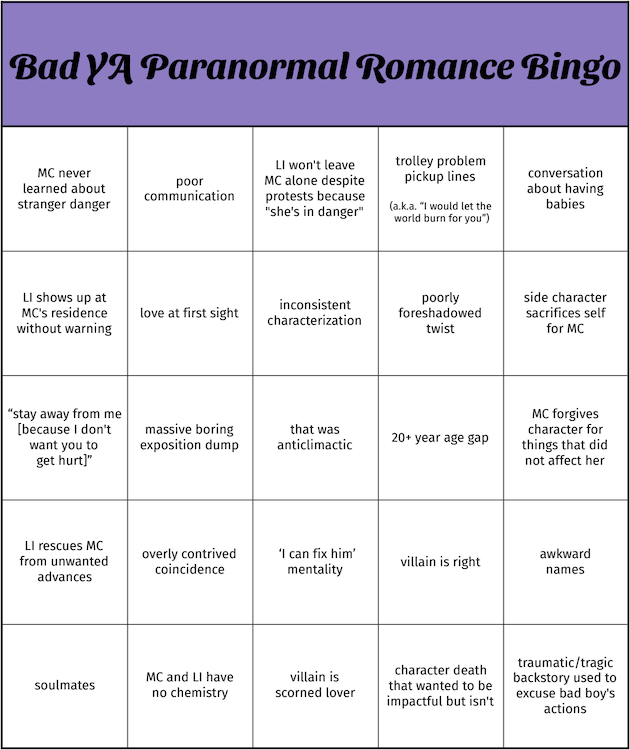 Bad YA Paranormal Romance Bingo
MC never
learned about
stranger danger
poor
communication
LI won't leave
MC alone despite
protests because
"she's in danger"
trolley problem
pickup lines
(a.k.a. “I would let the
world burn for you”)
conversation
about having
babies
LI shows up at
MC's residence
without warning
love at first sight
inconsistent
characterization
poorly
foreshadowed
twist
side character
sacrifices self
for MC
“stay away from me
[because I don't
want you to
get hurt]”
massive boring
exposition dump
that was
anticlimactic
20+ year age gap
MC forgives
character for
things that did
not affect her
LI rescues MC
from unwanted
advances
overly contrived
coincidence
‘I can fix him’
mentality
villain is right
awkward
names
soulmates
MC and LI have
no chemistry
villain is
scorned lover
character death
that wanted to be
impactful but isn't
traumatic/tragic
backstory used to
excuse bad boy's
actions